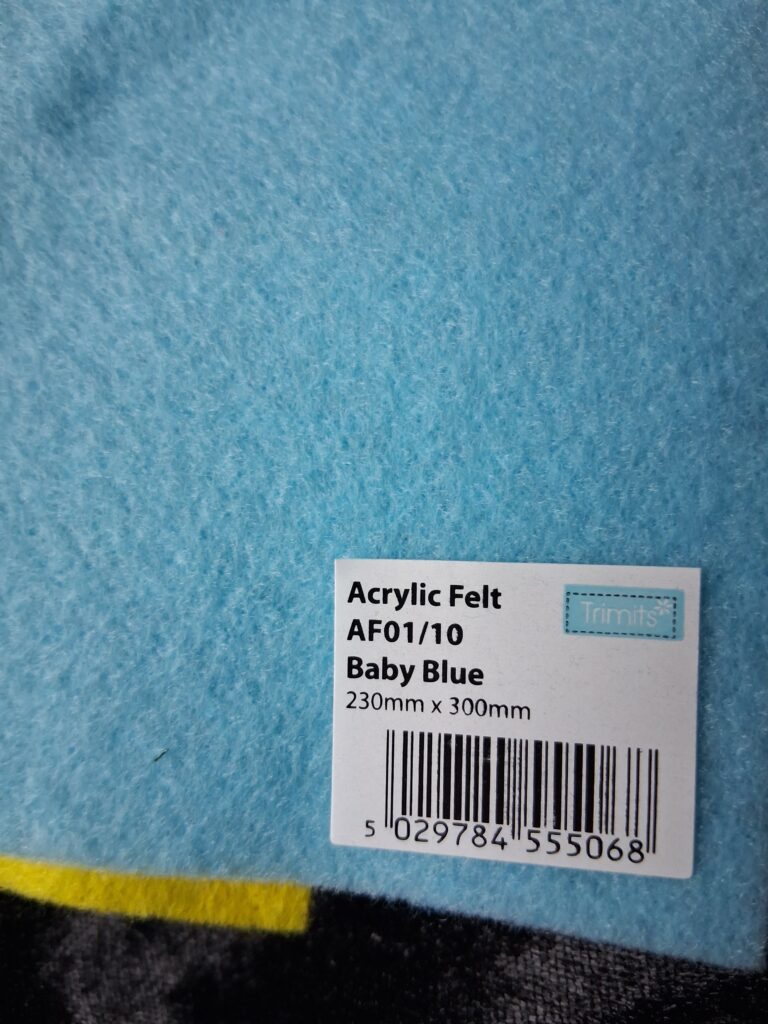 Acrylic Felt
Trimits
AF01/10
Baby Blue
230mm x 300mm
5 029784 555068